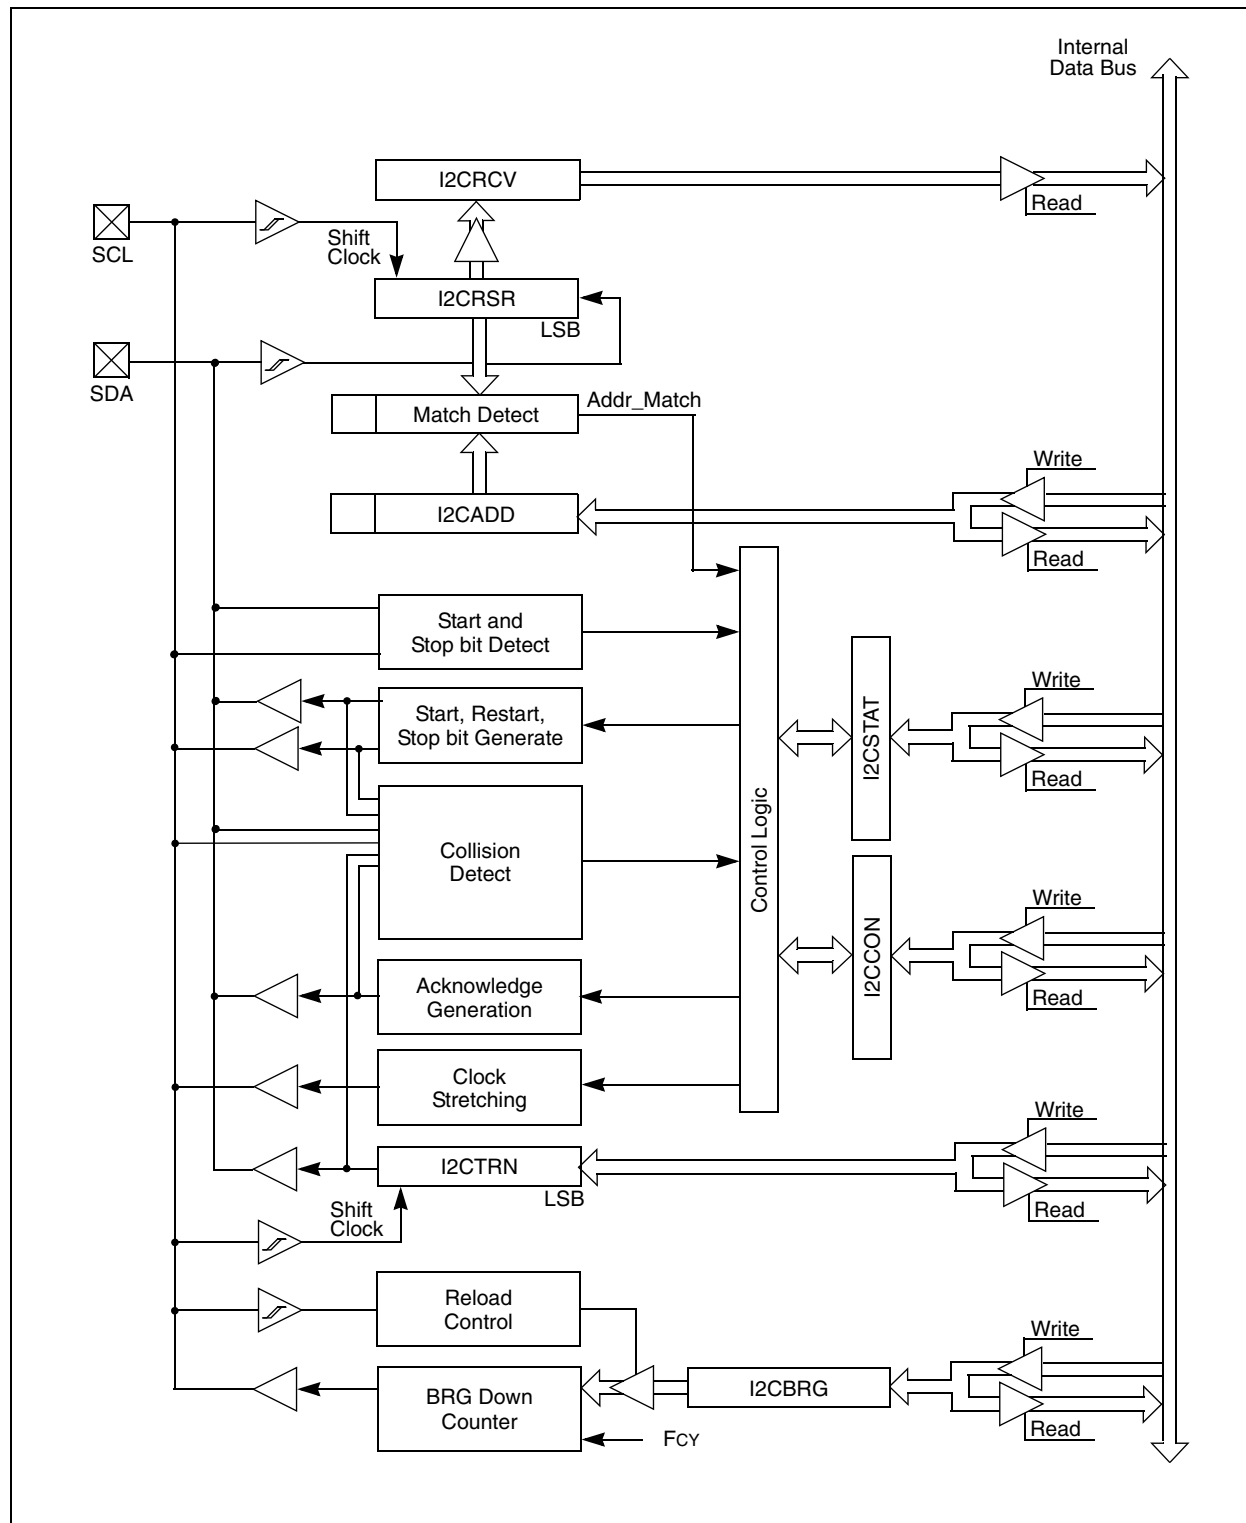 Internal
Data Bus
I2CRCV
Read
SCL
Shift
Clock
I2CRSR
LSB
SDA
Match Detect
Addr_Match
Write
I2CADD
Read
Start and
Stop bit Detect
Start, Restart,
Stop bit Generate
Write
I2CSTAT
Read
Collision
Detect
Control Logic
Write
I2CCON
Read
Acknowledge
Generation
Clock
Stretching
Write
I2CTRN
LSB
Read
Shift
Clock
Reload
Control
Write
BRG Down
Counter
I2CBRG
Read
FCY